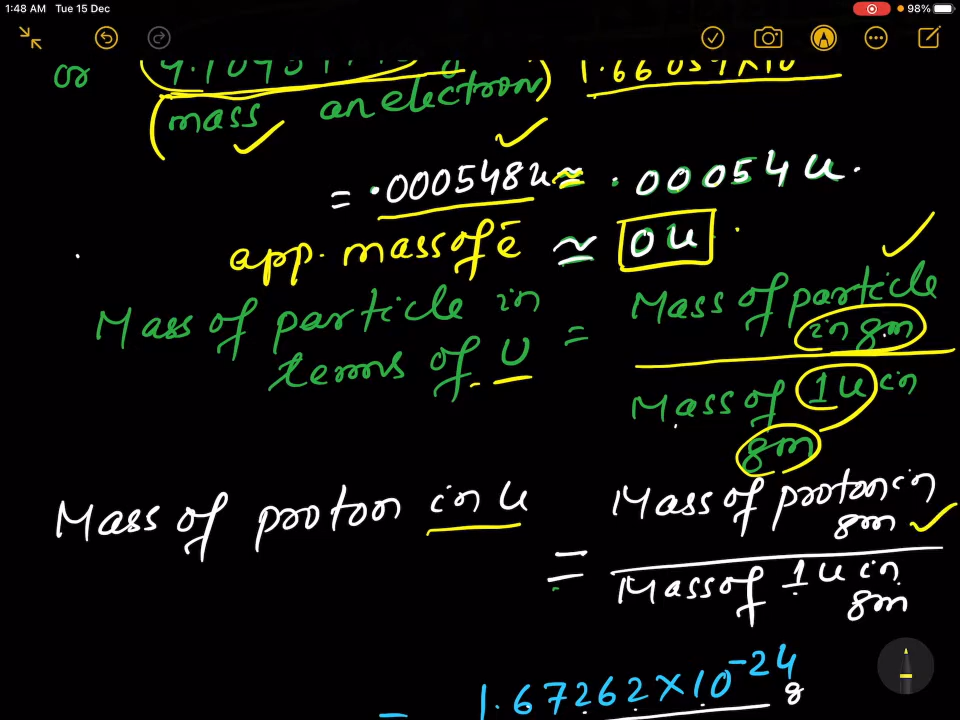 1:48 AM Tue 15 Dec 98%
or 1.66054×10
(mass an electron)
= .000548u ≈ .00054u.
app. mass of e̅ ≃ 0u
Mass of particle in terms of U = Mass of particle in gm
Mass of 1u in gm
Mass of proton in u = Mass of proton in gm
Mass of 1u in gm
= 1.67262×10⁻²⁴ g